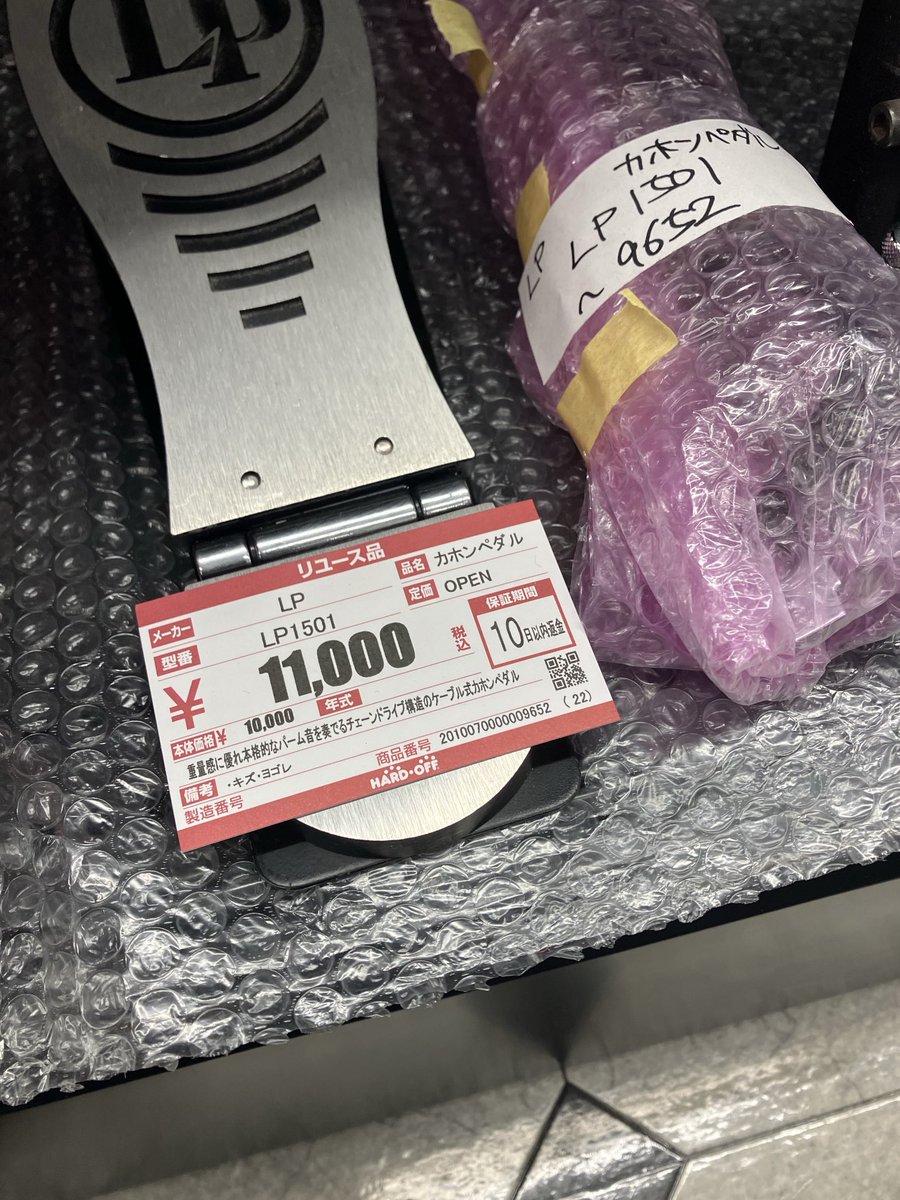 LP
カホンペダル
LP LP1501
~ 9652
リユース品
メーカー LP
品名 カホンペダル
型番 LP1501
定価 OPEN
¥ 11,000 税込
保証期間
10日以内返金
本体価格 ¥ 10,000 年式
重量感に優れ本格的なパーム音を奏でるチェーンドライブ構造のケーブル式カホンペダル
備考 ・キズ・ヨゴレ
商品番号 2010070000009652 (22)
製造番号
HARD·OFF